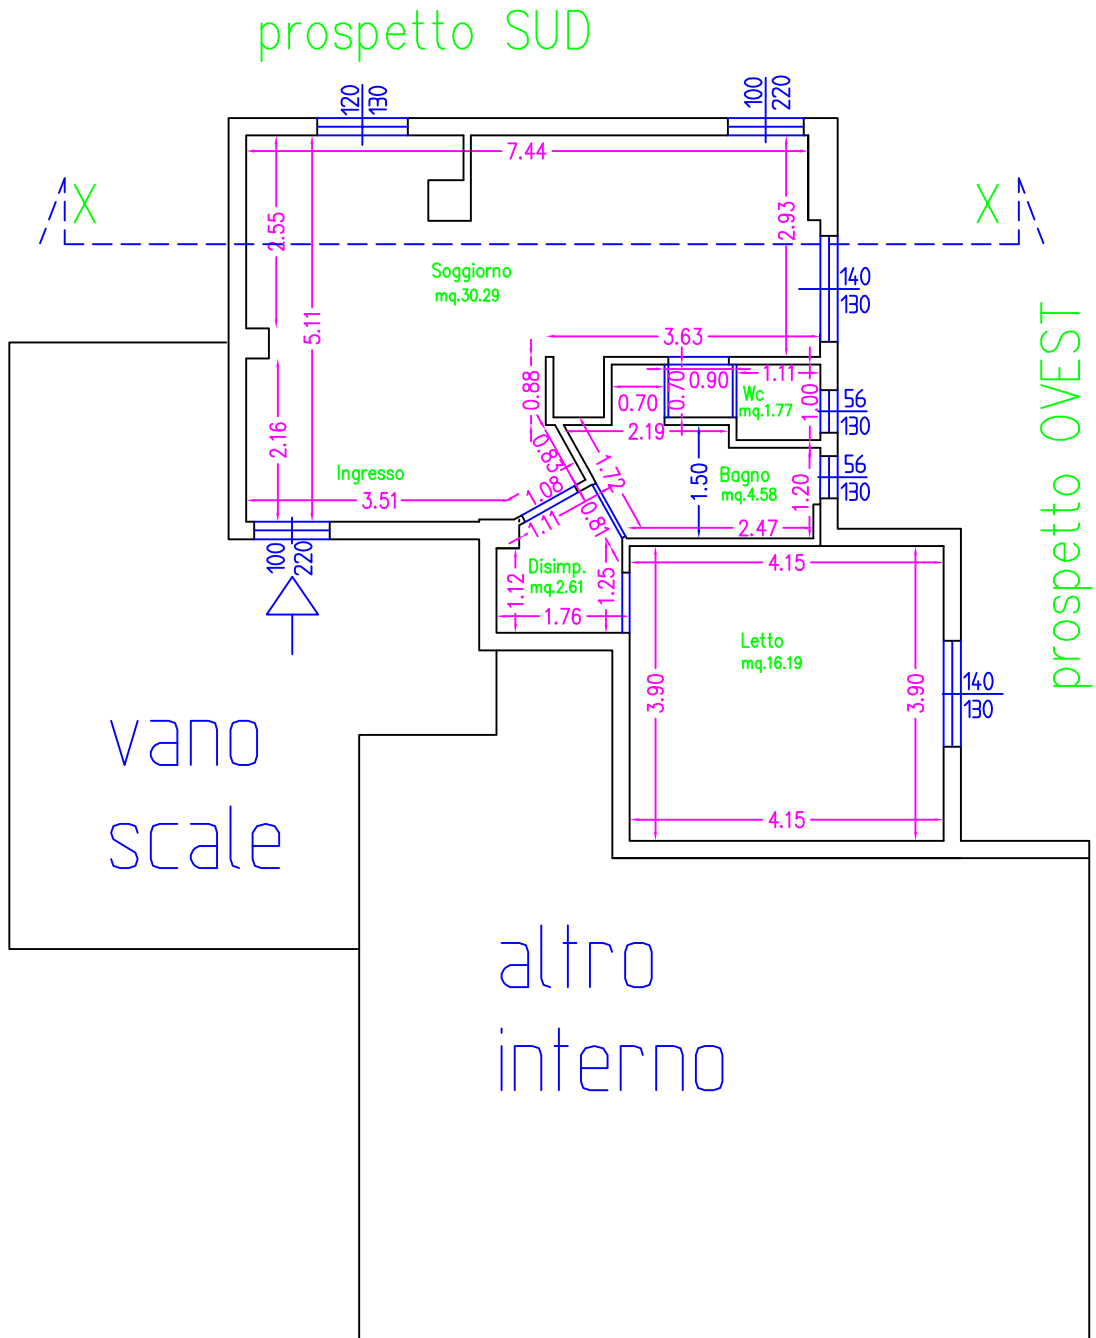 prospetto SUD
120
130
100
220
7.44
X
X
2.55
5.11
2.93
Soggiorno
mq.30.29
140
130
3.63
prospetto OVEST
0.88
0.70
0.70
0.90
1.11
Wc
mq.1.77
1.00
56
130
2.16
2.19
0.83
1.72
1.50
Bagno
mq.4.58
1.20
56
130
Ingresso
3.51
1.08
1.11
0.81
2.47
100
220
Disimp.
mq.2.61
1.12
1.25
1.76
4.15
Letto
mq.16.19
3.90
3.90
140
130
4.15
vano
scale
altro
interno